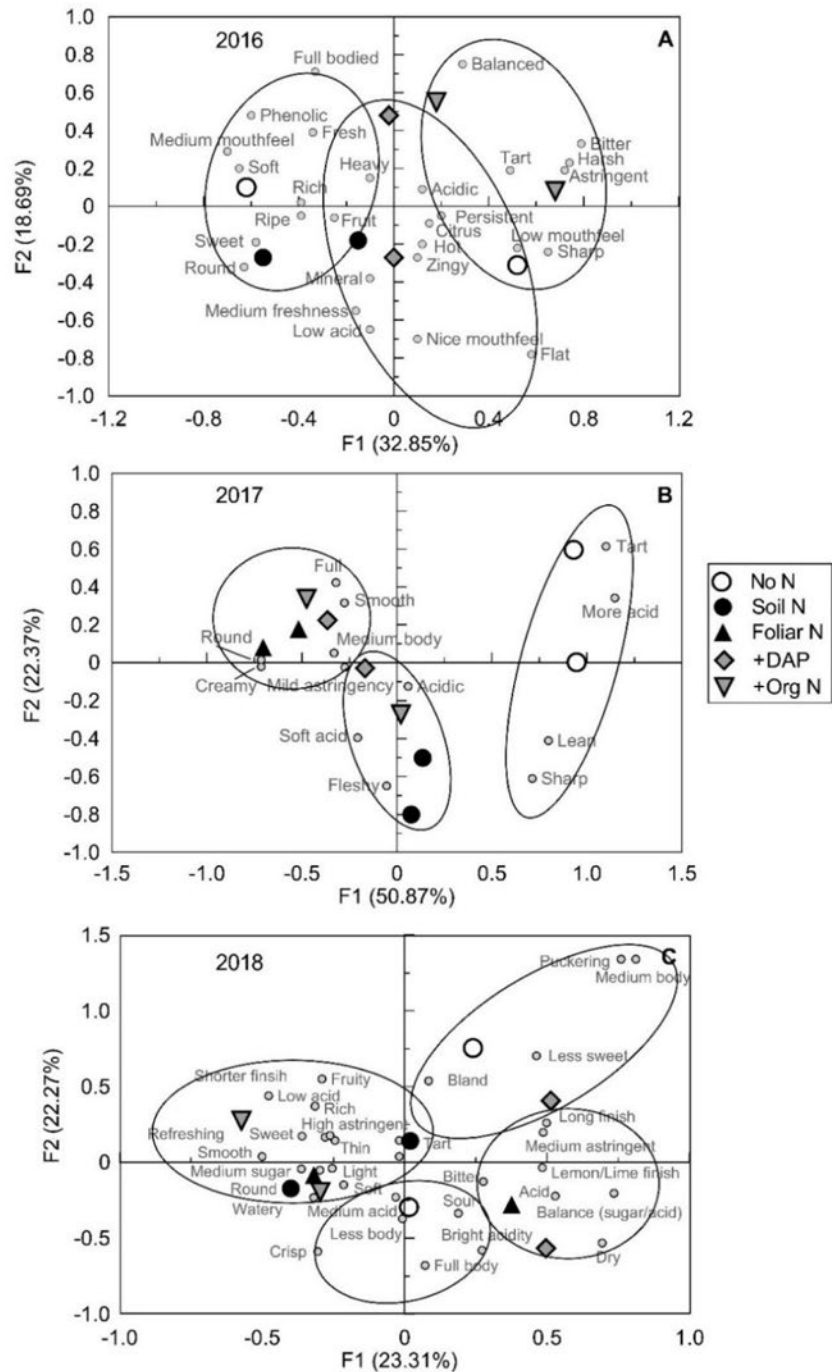 2016
A
Full bodied
Balanced
Phenolic
Fresh
Medium mouthfeel
Bitter
Soft
Heavy
Tart
Harsh
Astringent
Rich
Acidic
Ripe
Fruit
Persistent
Citrus
Sweet
Hot
Low mouthfeel
Round
Zingy
Sharp
Mineral
Medium freshness
Low acid
Nice mouthfeel
Flat
1.0
0.8
0.6
0.4
0.2
0
-0.2
-0.4
-0.6
-0.8
-1.0
F2 (18.69%)
-1.2
-0.8
-0.4
0
0.4
0.8
1.2
F1 (32.85%)
2017
B
Full
Smooth
Tart
More acid
Round
Medium body
Creamy
Mild astringency
Acidic
Soft acid
Lean
Fleshy
Sharp
1.0
0.8
0.6
0.4
0.2
0
-0.2
-0.4
-0.6
-0.8
-1.0
F2 (22.37%)
-1.5
-1.0
-0.5
0
0.5
1.0
1.5
F1 (50.87%)
No N
Soil N
Foliar N
+DAP
+Org N
2018
C
Puckering
Medium body
Less sweet
Bland
Shorter finsih
Fruity
Low acid
Rich
Long finish
Refreshing
High astringent
Sweet
Thin
Tart
Medium astringent
Smooth
Medium sugar
Light
Lemon/Lime finish
Bitter
Round
Soft
Acid
Watery
Medium acid
Sour
Balance (sugar/acid)
Less body
Bright acidity
Crisp
Full body
Dry
1.5
1.0
0.5
0
-0.5
-1.0
F2 (22.27%)
-1.0
-0.5
0
0.5
1.0
F1 (23.31%)